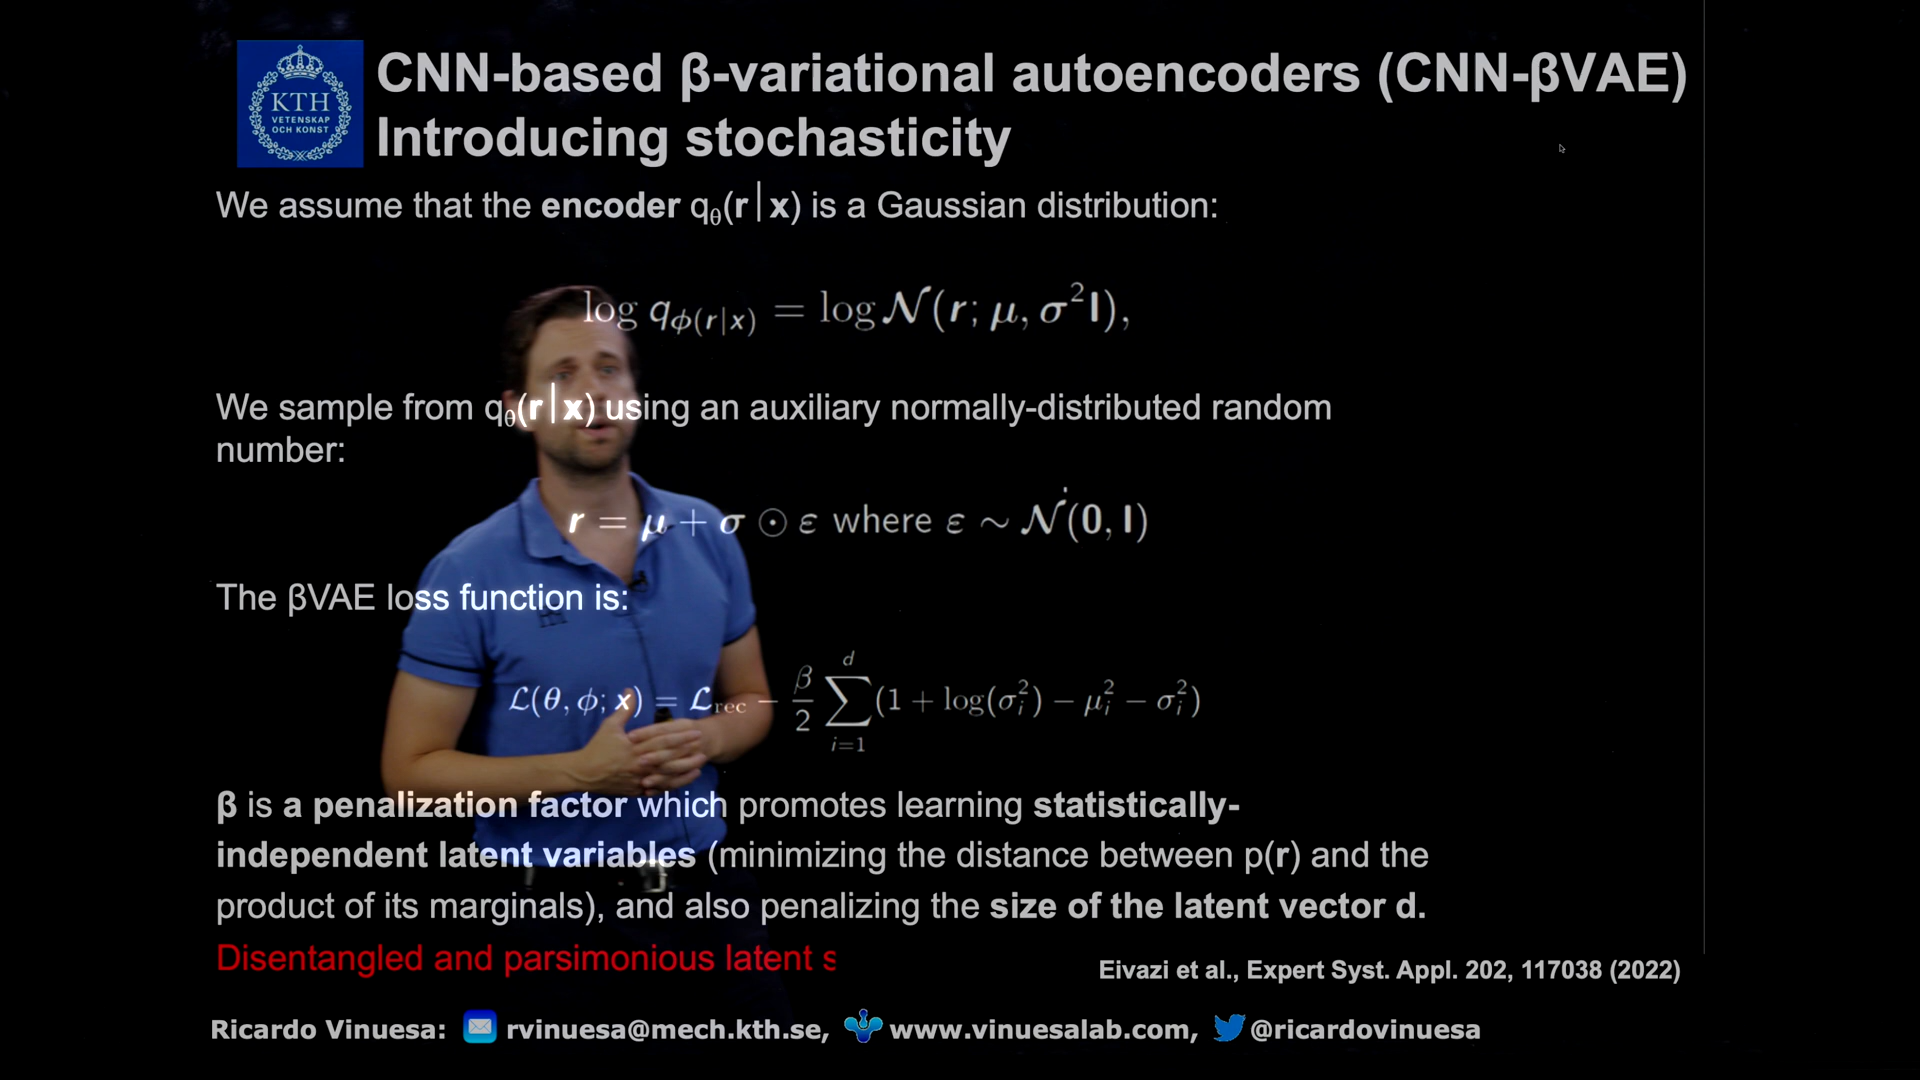 KTH
VETENSKAP
OCH KONST
CNN-based β-variational autoencoders (CNN-βVAE)
Introducing stochasticity
We assume that the encoder qθ(r|x) is a Gaussian distribution:
log qϕ(r|x) = log 𝒩(r; μ, σ²I),
We sample from qθ(r|x) using an auxiliary normally-distributed random
number:
r = μ + σ ⊙ ε where ε ∼ 𝒩(0, I)
The βVAE loss function is:
ℒ(θ, ϕ; x) = ℒrec − β/2 ∑_{i=1}^{d} (1 + log(σᵢ²) − μᵢ² − σᵢ²)
β is a penalization factor which promotes learning statistically-
independent latent variables (minimizing the distance between p(r) and the
product of its marginals), and also penalizing the size of the latent vector d.
Disentangled and parsimonious latent s
Eivazi et al., Expert Syst. Appl. 202, 117038 (2022)
Ricardo Vinuesa: rvinuesa@mech.kth.se, www.vinuesalab.com, @ricardovinuesa